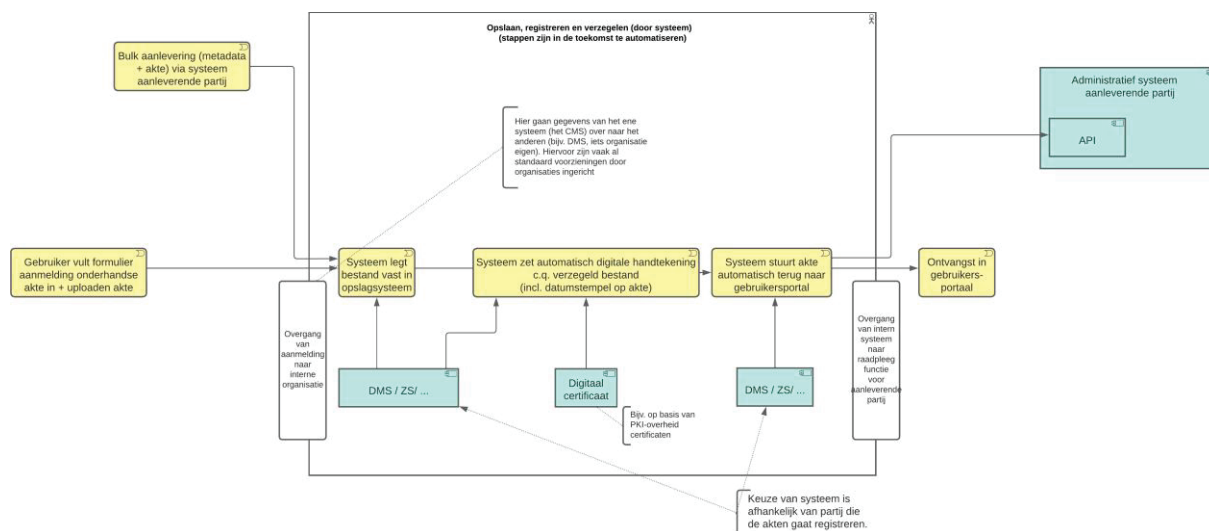 Opslaan, registreren en verzegelen (door systeem)
(stappen zijn in de toekomst te automatiseren)
Bulk aanlevering (metadata
+ akte) via systeem
aanleverende partij
Administratief systeem
aanleverende partij
API
Hier gaan gegevens van het ene
systeem (het CMS) over naar het
anderen (bijv. DMS, iets organisatie
eigen). Hiervoor zijn vaak al
standaard voorzieningen door
organisaties ingericht
Gebruiker vult formulier
aanmelding onderhandse
akte in + uploaden akte
Systeem legt
bestand vast in
opslagsysteem
Systeem zet automatisch digitale handtekening
c.q. verzegeld bestand
(incl. datumstempel op akte)
Systeem stuurt akte
automatisch terug naar
gebruikersportal
Ontvangst in
gebruikers-
portaal
Overgang
van
aanmelding
naar
interne
organisatie
Overgang
van intern
systeem
naar
raadpleeg
functie
voor
aanleverende
partij
DMS / ZS/ ...
Digitaal
certificaat
DMS / ZS/ ...
Bijv. op basis van
PKI-overheid
certificaten
Keuze van systeem is
afhankelijk van partij die
de akten gaat registreren.